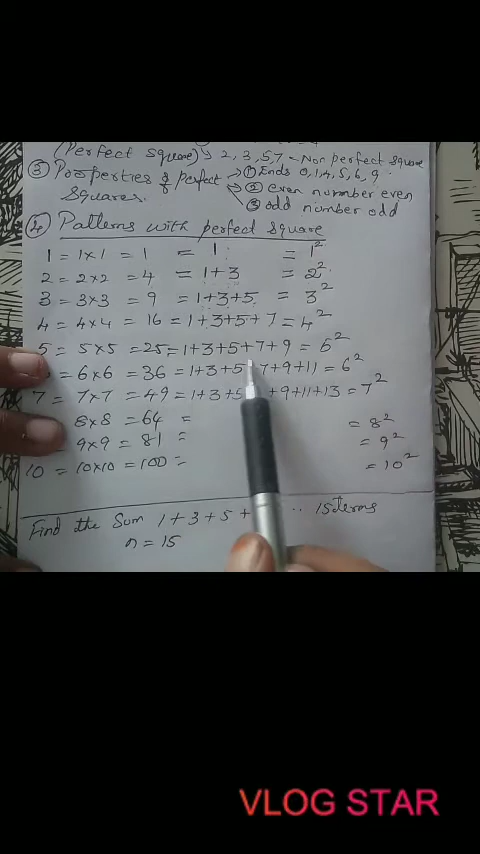 (Perfect square) 2, 3, 5, 7 - Non perfect square
③ Properties of perfect squares. → ① Ends 0, 1, 4, 5, 6, 9.
→ ② even number even
→ ③ odd number odd
④ Patterns with perfect square
1 = 1×1 = 1 = 1 = 1²
2 = 2×2 = 4 = 1+3 = 2²
3 = 3×3 = 9 = 1+3+5 = 3²
4 = 4×4 = 16 = 1+3+5+7 = 4²
5 = 5×5 = 25 = 1+3+5+7+9 = 5²
= 6×6 = 36 = 1+3+5 7+9+11 = 6²
7 = 7×7 = 49 = 1+3+5 +9+11+13 = 7²
8×8 = 64 = = 8²
9×9 = 81 = = 9²
10 = 10×10 = 100 = = 10²
Find the Sum 1+3+5+ .. 15 terms
n = 15
VLOG STAR